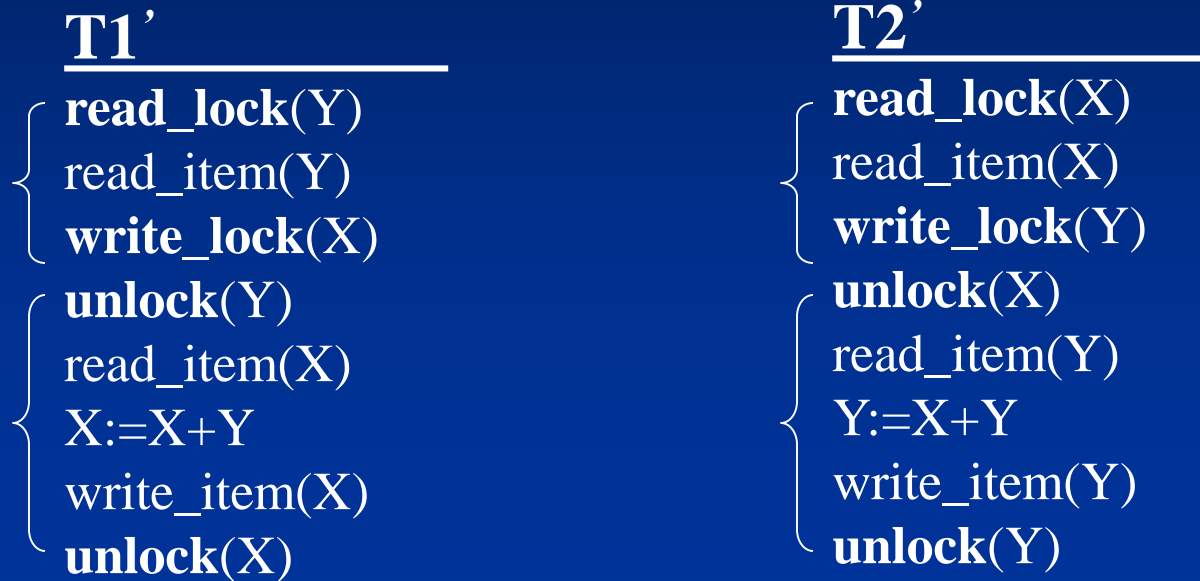 T1’
read_lock(Y)
read_item(Y)
write_lock(X)
unlock(Y)
read_item(X)
X:=X+Y
write_item(X)
unlock(X)
T2’
read_lock(X)
read_item(X)
write_lock(Y)
unlock(X)
read_item(Y)
Y:=X+Y
write_item(Y)
unlock(Y)